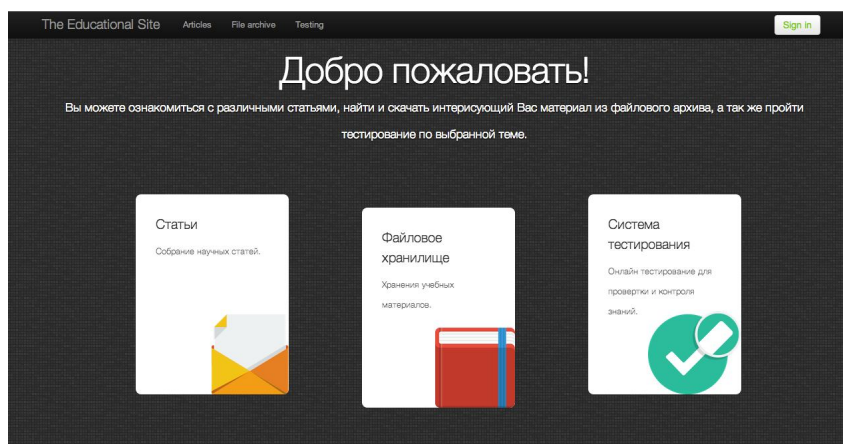 The Educational Site Articles File archive Testing Sign in
Добро пожаловать!
Вы можете ознакомиться с различными статьями, найти и скачать интерисующий Вас материал из файлового архива, а так же пройти
тестирование по выбранной теме.
Статьи
Собрание научных статей.
Файловое
хранилище
Хранения учебных
материалов.
Система
тестирования
Онлайн тестирование для
провертки и контроля
знаний.